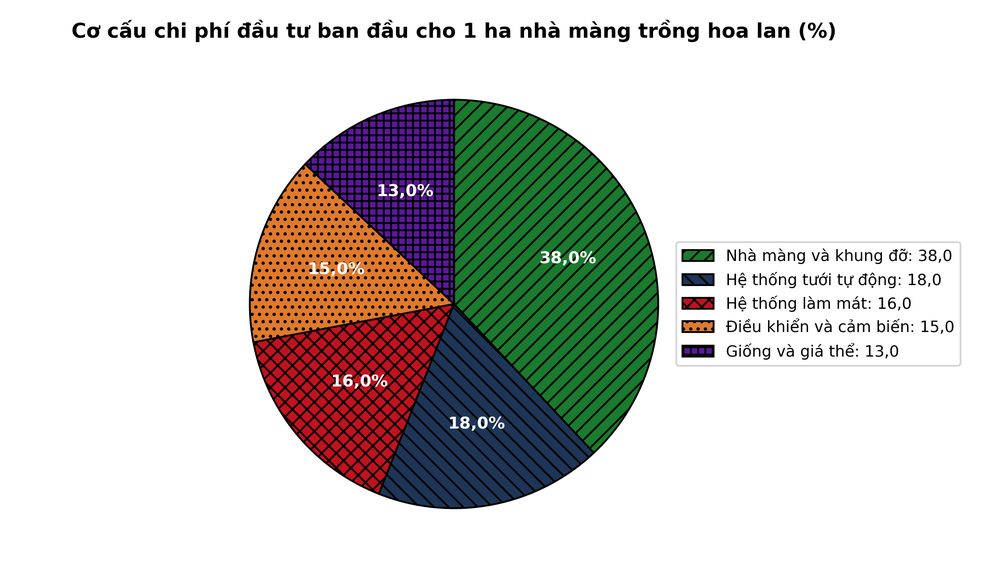 Cơ cấu chi phí đầu tư ban đầu cho 1 ha nhà màng trồng hoa lan (%)
13,0%
38,0%
15,0%
16,0%
18,0%
Nhà màng và khung đỡ: 38,0
Hệ thống tưới tự động: 18,0
Hệ thống làm mát: 16,0
Điều khiển và cảm biến: 15,0
Giống và giá thể: 13,0